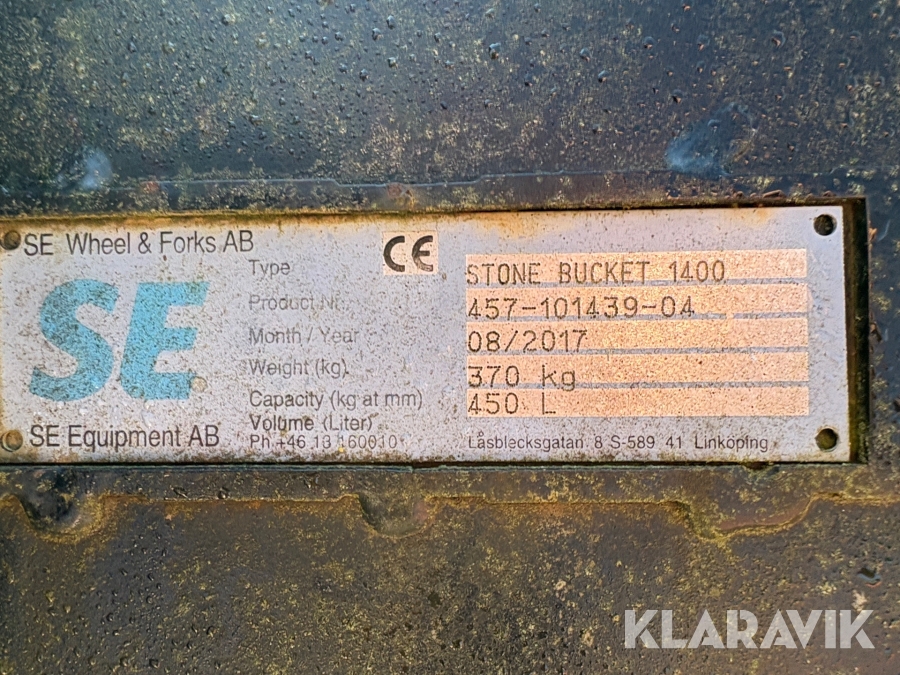 SE Wheel & Forks AB
CE
SE
SE Equipment AB
Type STONE BUCKET 1400
Product Nr. 457-101439-04
Month / Year 08/2017
Weight (kg) 370 kg
Capacity (kg at mm) 450 L
Volume (Liter)
Ph +46 13 160010 Låsblecksgatan 8 S-589 41 Linköping
KLARAVIK